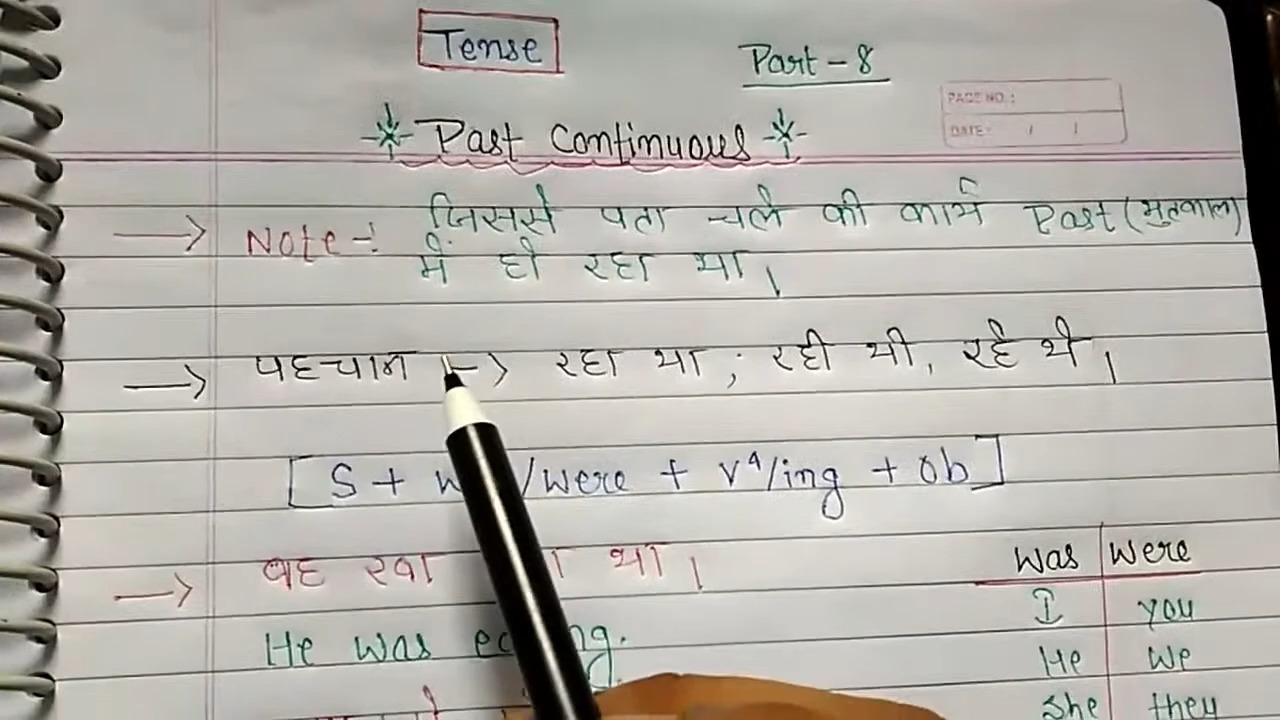 Tense
Part - 8
Past Continuous
PAGE NO.:
DATE: / /
→ Note -: जिससे पता चले की कार्य Past (भुतकाल)
में हो रहा था।
→ पहचान → रहा था ; रही थी, रहे थे।
[S + /were + V⁴/ing + Ob]
→ वह खा था।
He was
Was | Were
I | you
He | We
She | they